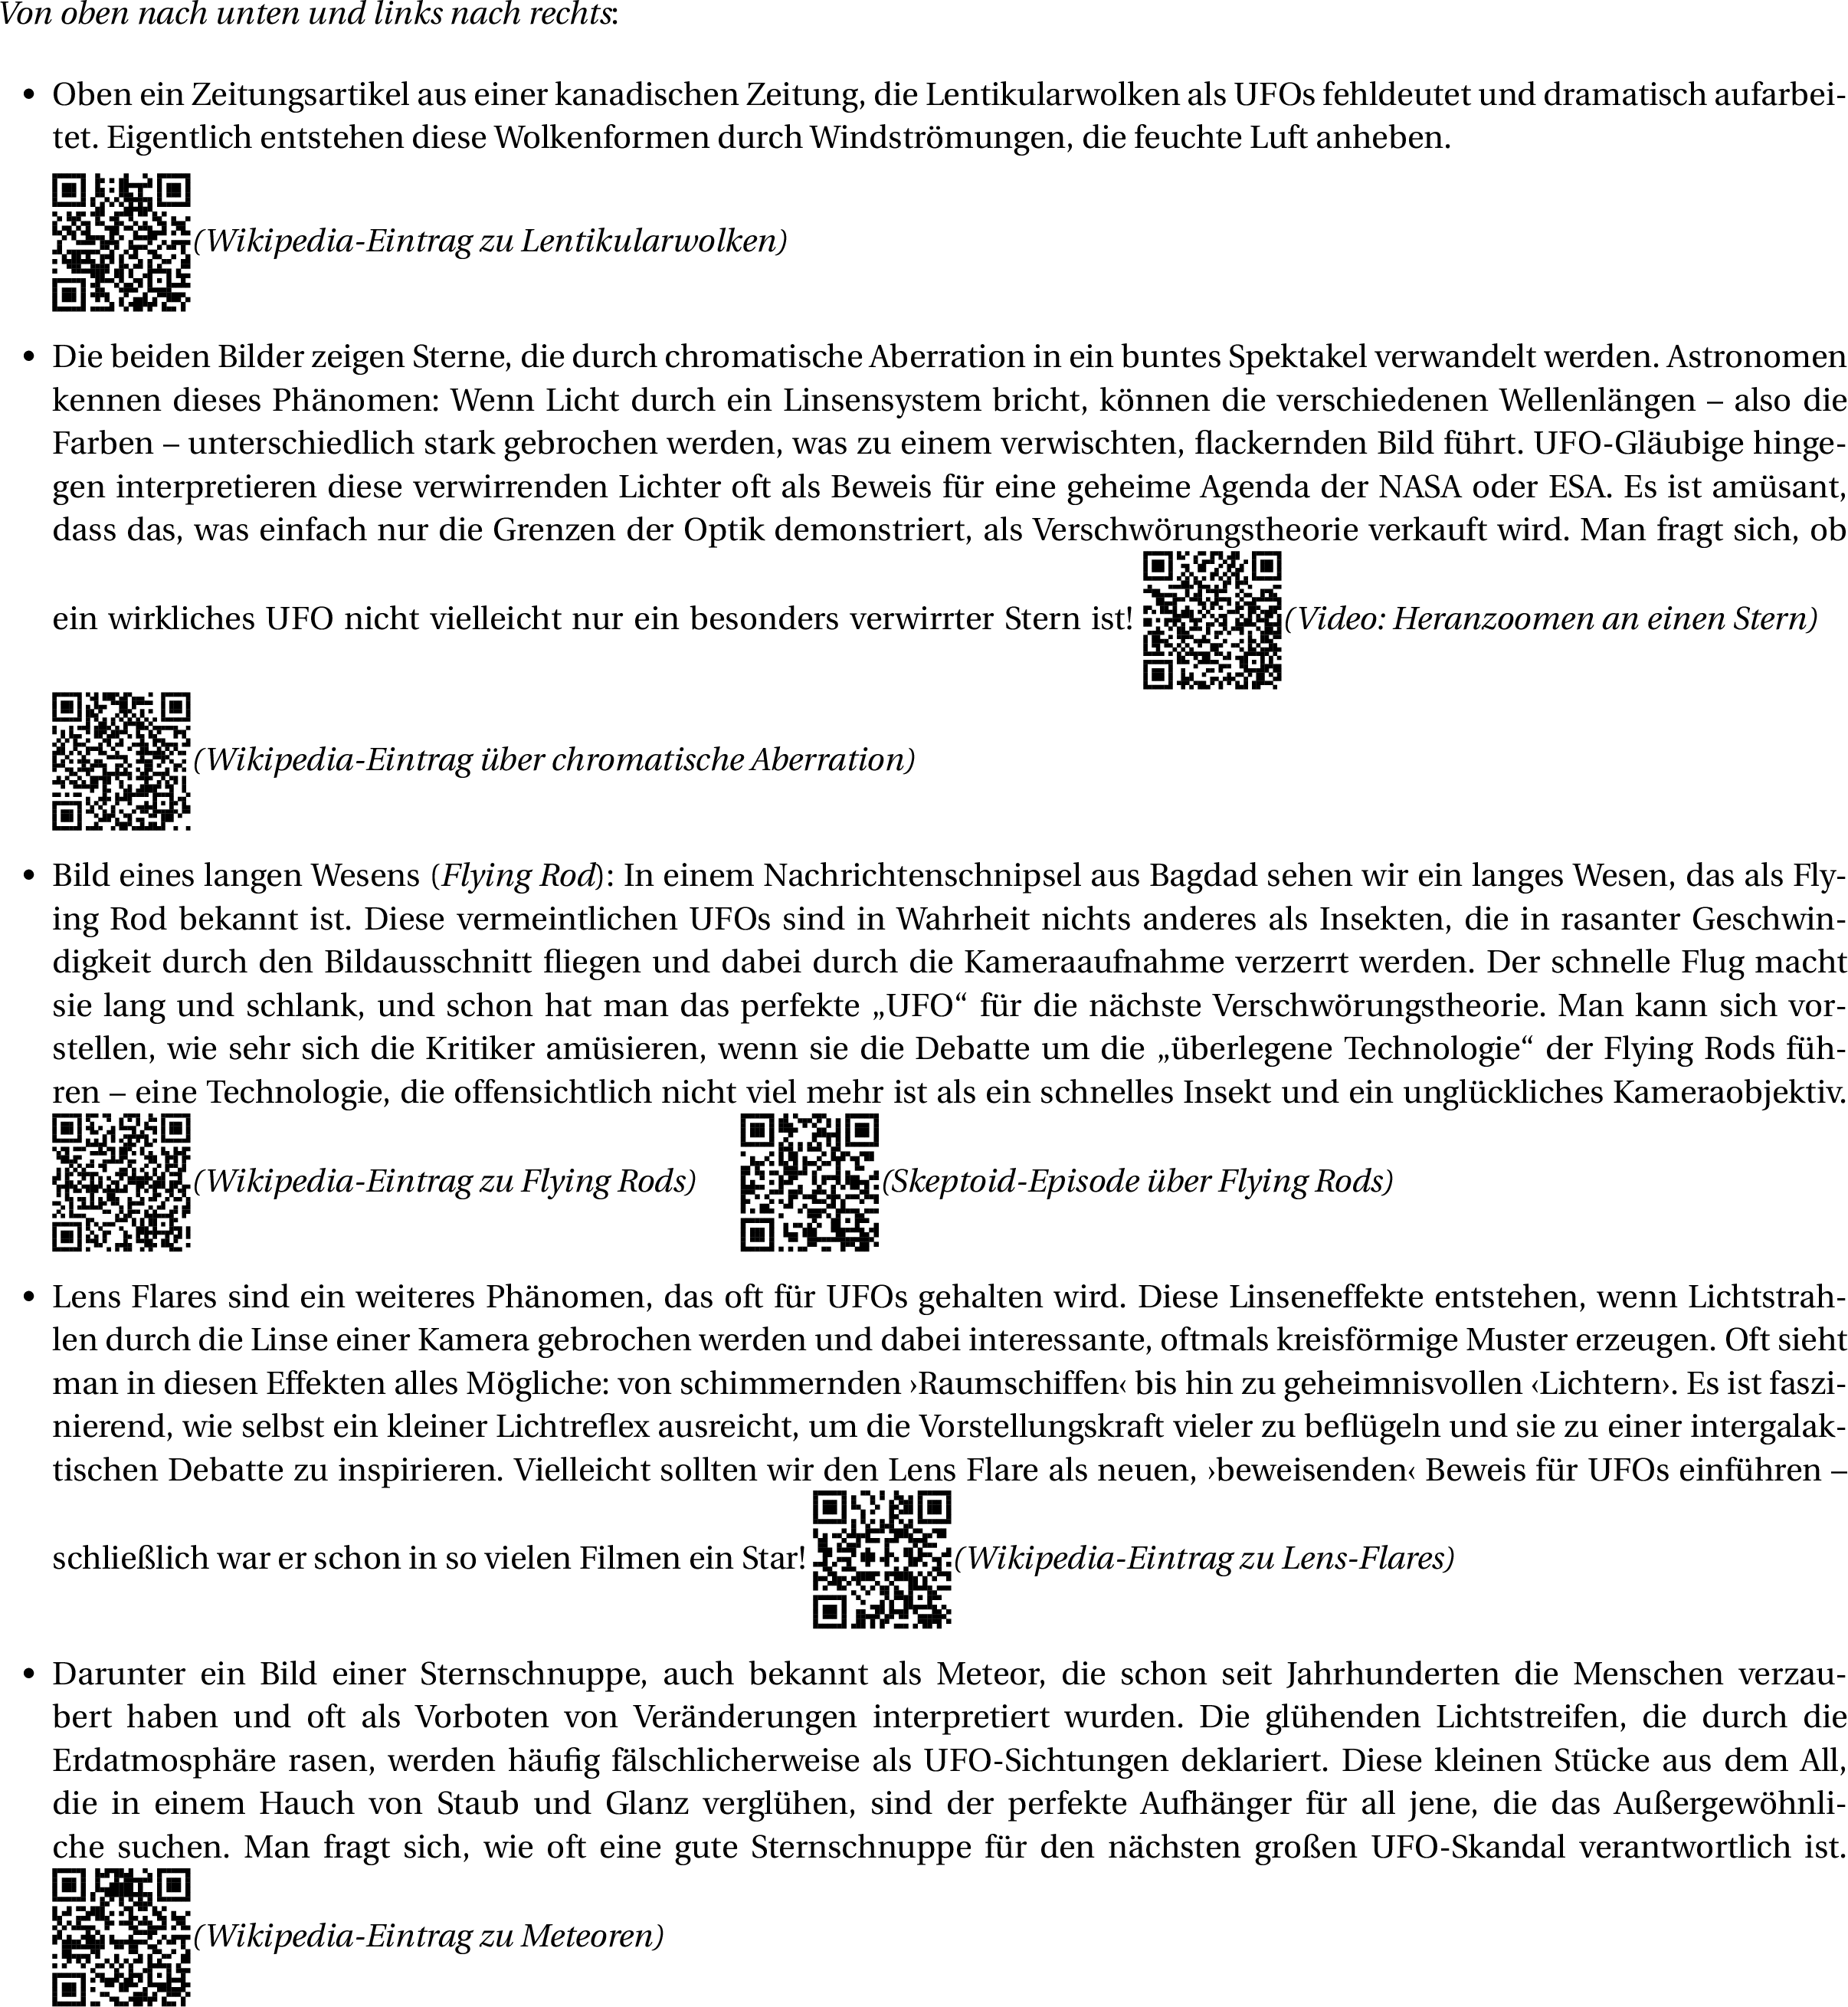 Von oben nach unten und links nach rechts:
• Oben ein Zeitungsartikel aus einer kanadischen Zeitung, die Lentikularwolken als UFOs fehldeutet und dramatisch aufarbei-
tet. Eigentlich entstehen diese Wolkenformen durch Windströmungen, die feuchte Luft anheben.
(Wikipedia-Eintrag zu Lentikularwolken)
• Die beiden Bilder zeigen Sterne, die durch chromatische Aberration in ein buntes Spektakel verwandelt werden. Astronomen
kennen dieses Phänomen: Wenn Licht durch ein Linsensystem bricht, können die verschiedenen Wellenlängen – also die
Farben – unterschiedlich stark gebrochen werden, was zu einem verwischten, flackernden Bild führt. UFO-Gläubige hinge-
gen interpretieren diese verwirrenden Lichter oft als Beweis für eine geheime Agenda der NASA oder ESA. Es ist amüsant,
dass das, was einfach nur die Grenzen der Optik demonstriert, als Verschwörungstheorie verkauft wird. Man fragt sich, ob
ein wirkliches UFO nicht vielleicht nur ein besonders verwirrter Stern ist! (Video: Heranzoomen an einen Stern)
(Wikipedia-Eintrag über chromatische Aberration)
• Bild eines langen Wesens (Flying Rod): In einem Nachrichtenschnipsel aus Bagdad sehen wir ein langes Wesen, das als Fly-
ing Rod bekannt ist. Diese vermeintlichen UFOs sind in Wahrheit nichts anderes als Insekten, die in rasanter Geschwin-
digkeit durch den Bildausschnitt fliegen und dabei durch die Kameraaufnahme verzerrt werden. Der schnelle Flug macht
sie lang und schlank, und schon hat man das perfekte „UFO“ für die nächste Verschwörungstheorie. Man kann sich vor-
stellen, wie sehr sich die Kritiker amüsieren, wenn sie die Debatte um die „überlegene Technologie“ der Flying Rods füh-
ren – eine Technologie, die offensichtlich nicht viel mehr ist als ein schnelles Insekt und ein unglückliches Kameraobjektiv.
(Wikipedia-Eintrag zu Flying Rods) (Skeptoid-Episode über Flying Rods)
• Lens Flares sind ein weiteres Phänomen, das oft für UFOs gehalten wird. Diese Linseneffekte entstehen, wenn Lichtstrah-
len durch die Linse einer Kamera gebrochen werden und dabei interessante, oftmals kreisförmige Muster erzeugen. Oft sieht
man in diesen Effekten alles Mögliche: von schimmernden ›Raumschiffen‹ bis hin zu geheimnisvollen ‹Lichtern›. Es ist faszi-
nierend, wie selbst ein kleiner Lichtreflex ausreicht, um die Vorstellungskraft vieler zu beflügeln und sie zu einer intergalak-
tischen Debatte zu inspirieren. Vielleicht sollten wir den Lens Flare als neuen, ›beweisenden‹ Beweis für UFOs einführen –
schließlich war er schon in so vielen Filmen ein Star! (Wikipedia-Eintrag zu Lens-Flares)
• Darunter ein Bild einer Sternschnuppe, auch bekannt als Meteor, die schon seit Jahrhunderten die Menschen verzau-
bert haben und oft als Vorboten von Veränderungen interpretiert wurden. Die glühenden Lichtstreifen, die durch die
Erdatmosphäre rasen, werden häufig fälschlicherweise als UFO-Sichtungen deklariert. Diese kleinen Stücke aus dem All,
die in einem Hauch von Staub und Glanz verglühen, sind der perfekte Aufhänger für all jene, die das Außergewöhnli-
che suchen. Man fragt sich, wie oft eine gute Sternschnuppe für den nächsten großen UFO-Skandal verantwortlich ist.
(Wikipedia-Eintrag zu Meteoren)